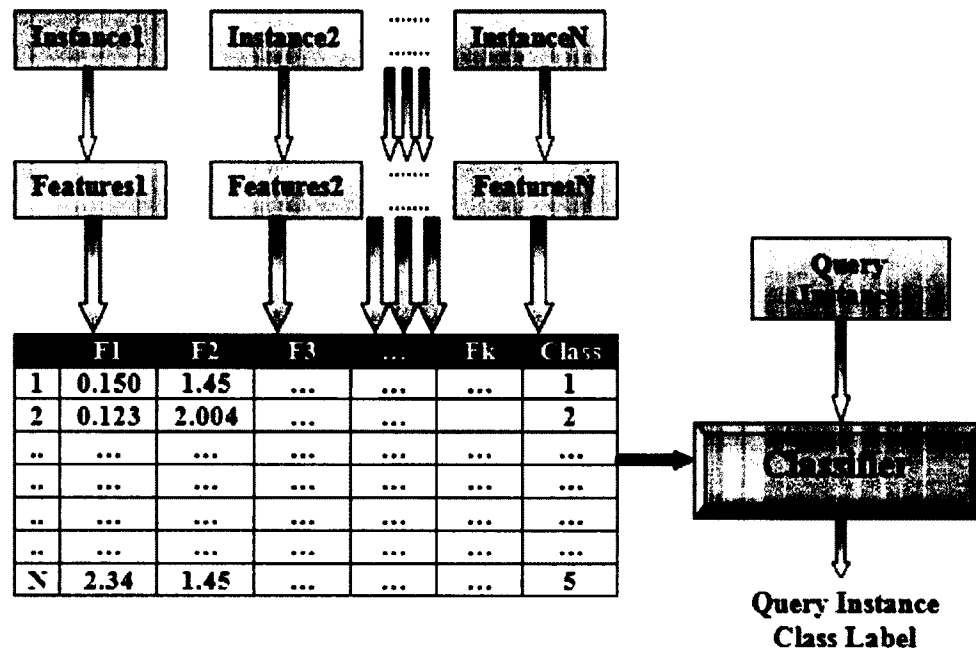 Instance1 Instance2 ....... InstanceN
.......
Features1 Features2 ....... FeaturesN
.......
Query
Instance
F1 F2 F3 ... Fk Class
1 0.150 1.45 ... ... ... 1
2 0.123 2.004 ... ... 2
.. ... ... ... ... ... ...
.. ... ... ... ... ... ...
.. ... ... ... ... ... ...
.. ... ... ... ... ... ...
N 2.34 1.45 ... ... ... 5
Classifier
Query Instance
Class Label